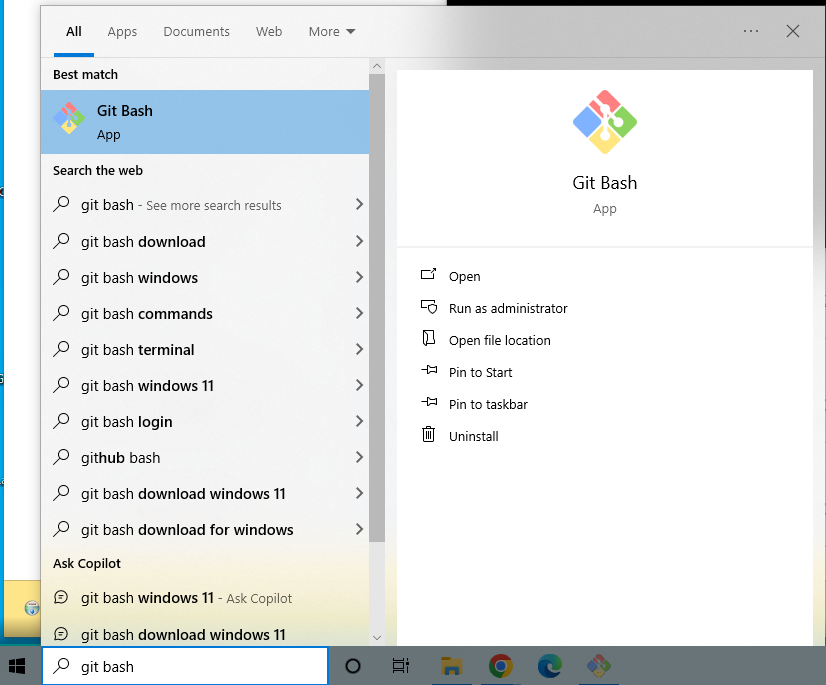 All Apps Documents Web More
Best match
Git Bash
App
Search the web
git bash - See more search results
git bash download
git bash windows
git bash commands
git bash terminal
git bash windows 11
git bash login
github bash
git bash download windows 11
git bash download for windows
Ask Copilot
git bash windows 11 - Ask Copilot
git bash download windows 11
Git Bash
App
Open
Run as administrator
Open file location
Pin to Start
Pin to taskbar
Uninstall
git bash